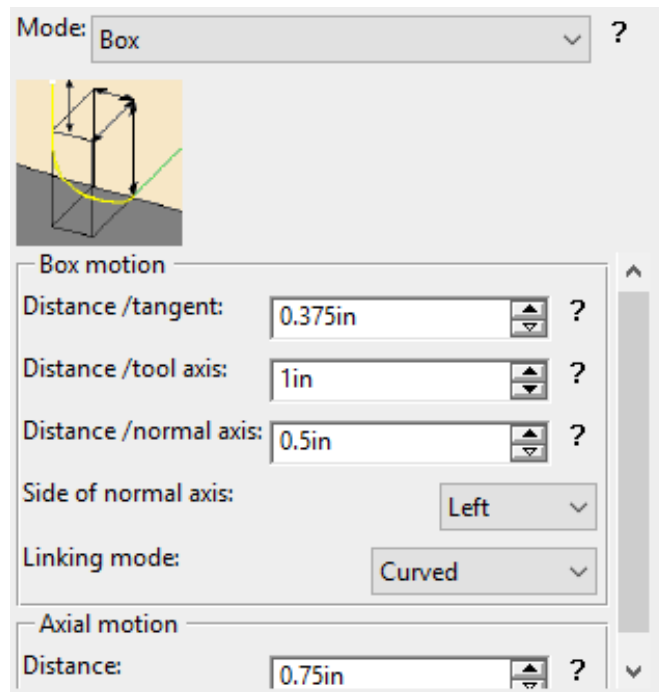 Mode: Box ?
Box motion
Distance /tangent: 0.375in ?
Distance /tool axis: 1in ?
Distance /normal axis: 0.5in ?
Side of normal axis: Left
Linking mode: Curved
Axial motion
Distance: 0.75in ?